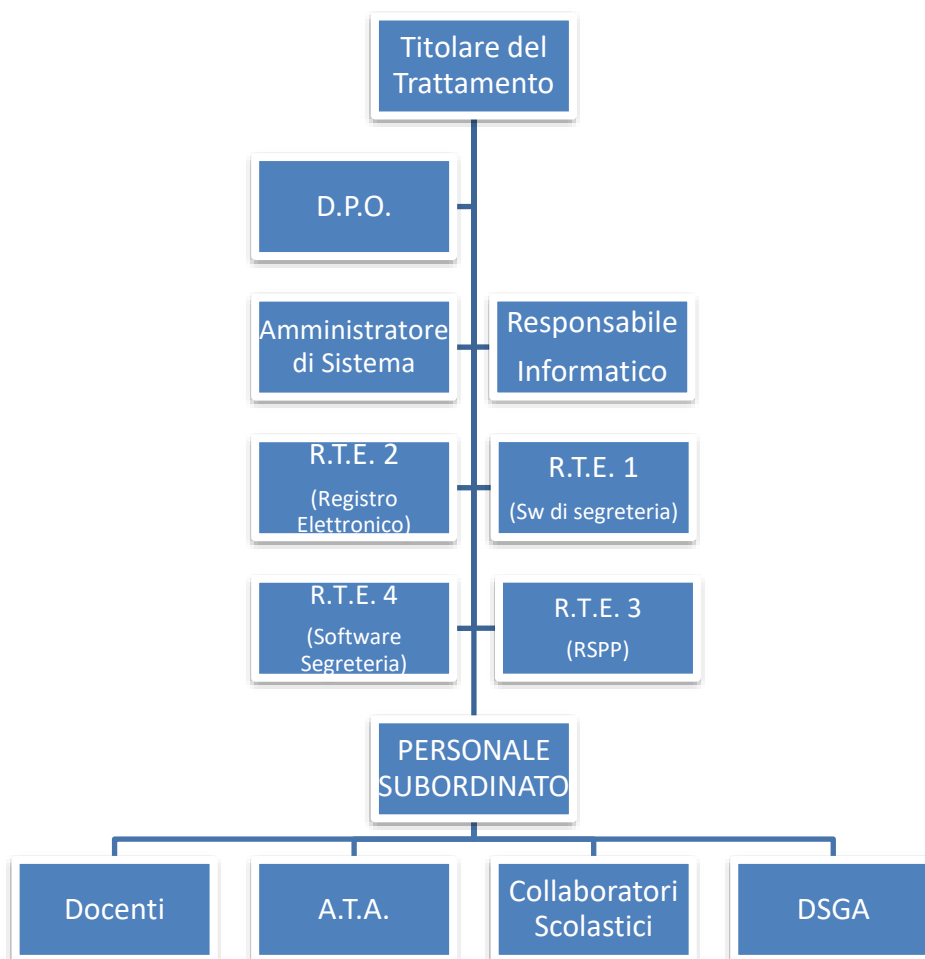 Titolare del
Trattamento
D.P.O.
Amministratore
di Sistema
Responsabile
Informatico
R.T.E. 2
(Registro
Elettronico)
R.T.E. 1
(Sw di segreteria)
R.T.E. 4
(Software
Segreteria)
R.T.E. 3
(RSPP)
PERSONALE
SUBORDINATO
Docenti
A.T.A.
Collaboratori
Scolastici
DSGA